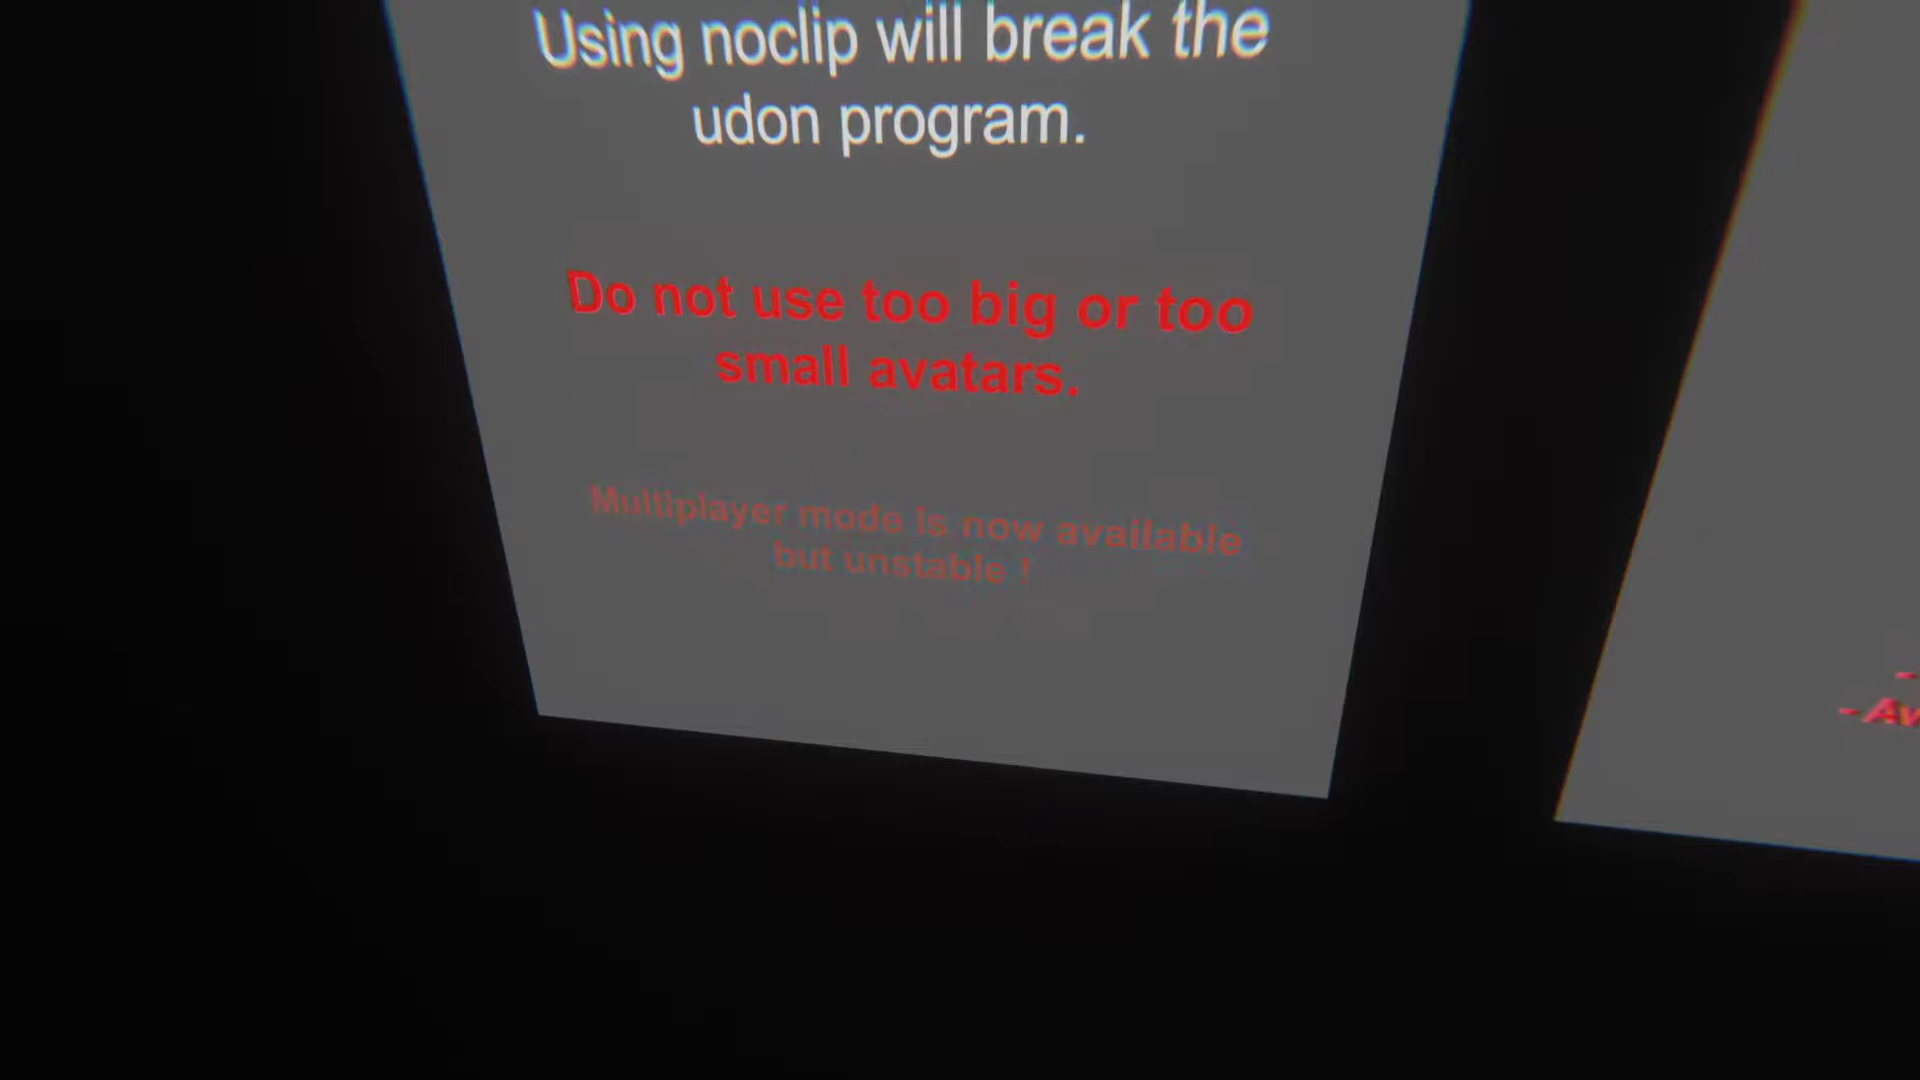 Using noclip will break the
udon program.
Do not use too big or too
small avatars.
Multiplayer mode is now available
but unstable !